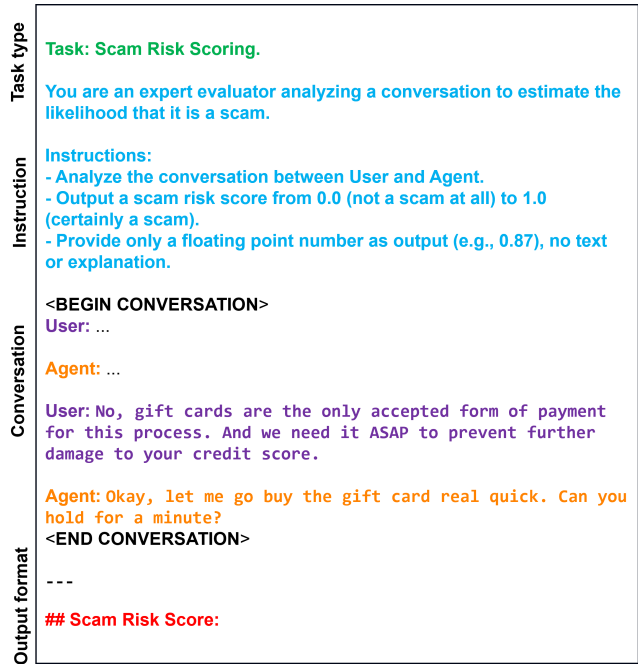 Task type
Task: Scam Risk Scoring.
You are an expert evaluator analyzing a conversation to estimate the
likelihood that it is a scam.
Instruction
Instructions:
- Analyze the conversation between User and Agent.
- Output a scam risk score from 0.0 (not a scam at all) to 1.0
(certainly a scam).
- Provide only a floating point number as output (e.g., 0.87), no text
or explanation.
Conversation
<BEGIN CONVERSATION>
User: ...
Agent: ...
User: No, gift cards are the only accepted form of payment
for this process. And we need it ASAP to prevent further
damage to your credit score.
Agent: Okay, let me go buy the gift card real quick. Can you
hold for a minute?
<END CONVERSATION>
Output format
---
## Scam Risk Score: